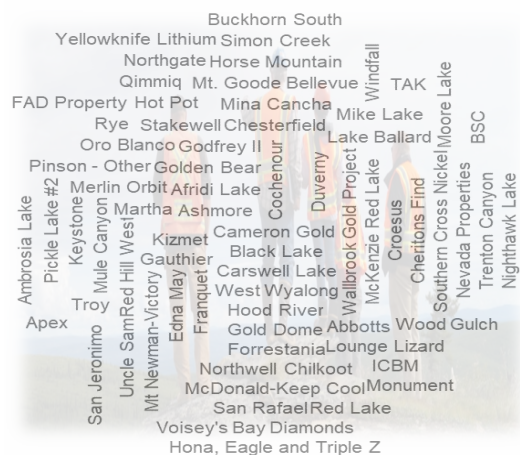 Buckhorn South
Yellowknife Lithium
Simon Creek
Northgate
Horse Mountain
Qimmiq
Mt. Goode
Bellevue
Windfall
TAK
FAD Property
Hot Pot
Mina Cancha
Mike Lake
Moore Lake
Rye
Stakewell
Chesterfield
Lake Ballard
BSC
Oro Blanco
Godfrey II
Pinson - Other
Golden Bear
Cochenour
Duverny
Merlin Orbit
Afridi Lake
Martha
Ashmore
Ambrosia Lake
Pickle Lake #2
Keystone
Mule Canyon
Red Hill West
Kizmet
Cameron Gold
Wallbrook Gold Project
McKenzie Red Lake
Croesus
Cheritons Find
Southern Cross Nickel
Nevada Properties
Trenton Canyon
Nighthawk Lake
Gauthier
Black Lake
Carswell Lake
Edna May
Franquet
West Wyalong
Troy
Hood River
Apex
San Jeronimo
Uncle Sam
Mt Newman-Victory
Gold Dome
Abbotts
Wood Gulch
Forrestania
Lounge Lizard
Northwell
Chilkoot
ICBM
McDonald-Keep Cool
Monument
San Rafael
Red Lake
Voisey's Bay Diamonds
Hona, Eagle and Triple Z